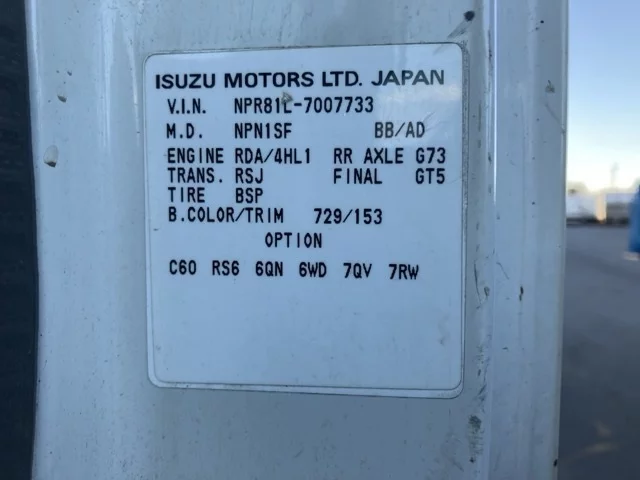 ISUZU MOTORS LTD. JAPAN
V.I.N. NPR81L-7007733
M.D. NPN1SF BB/AD
ENGINE RDA/4HL1 RR AXLE G73
TRANS. RSJ FINAL GT5
TIRE BSP
B.COLOR/TRIM 729/153
OPTION
C60 RS6 6QN 6WD 7QV 7RW